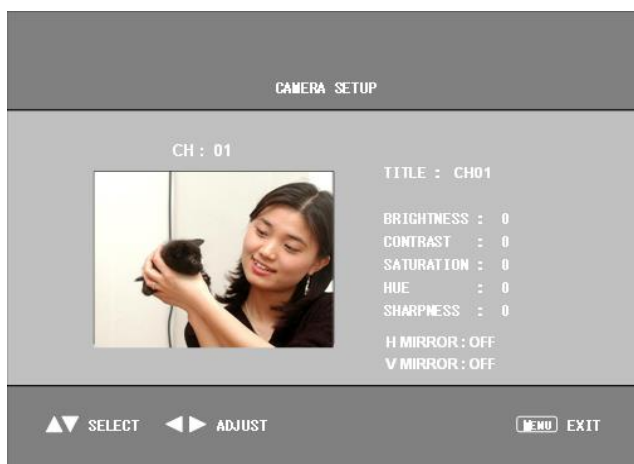 CAMERA SETUP
CH : 01
TITLE : CH01
BRIGHTNESS : 0
CONTRAST : 0
SATURATION : 0
HUE : 0
SHARPNESS : 0
H MIRROR : OFF
V MIRROR : OFF
SELECT ADJUST MENU EXIT